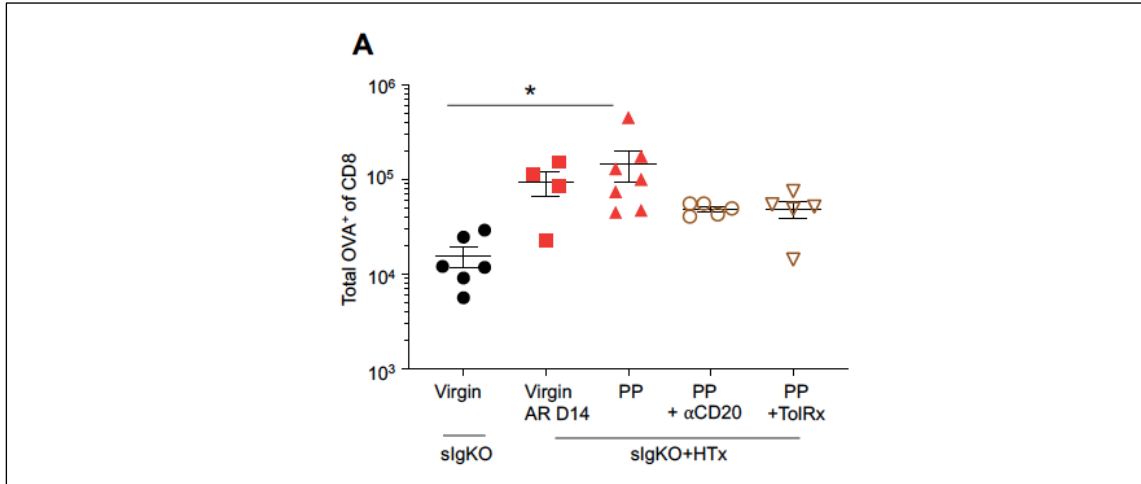 A
*
Total OVA⁺ of CD8
10⁶
10⁵
10⁴
10³
Virgin
Virgin
AR D14
PP
PP
+ αCD20
PP
+TolRx
sIgKO
sIgKO+HTx